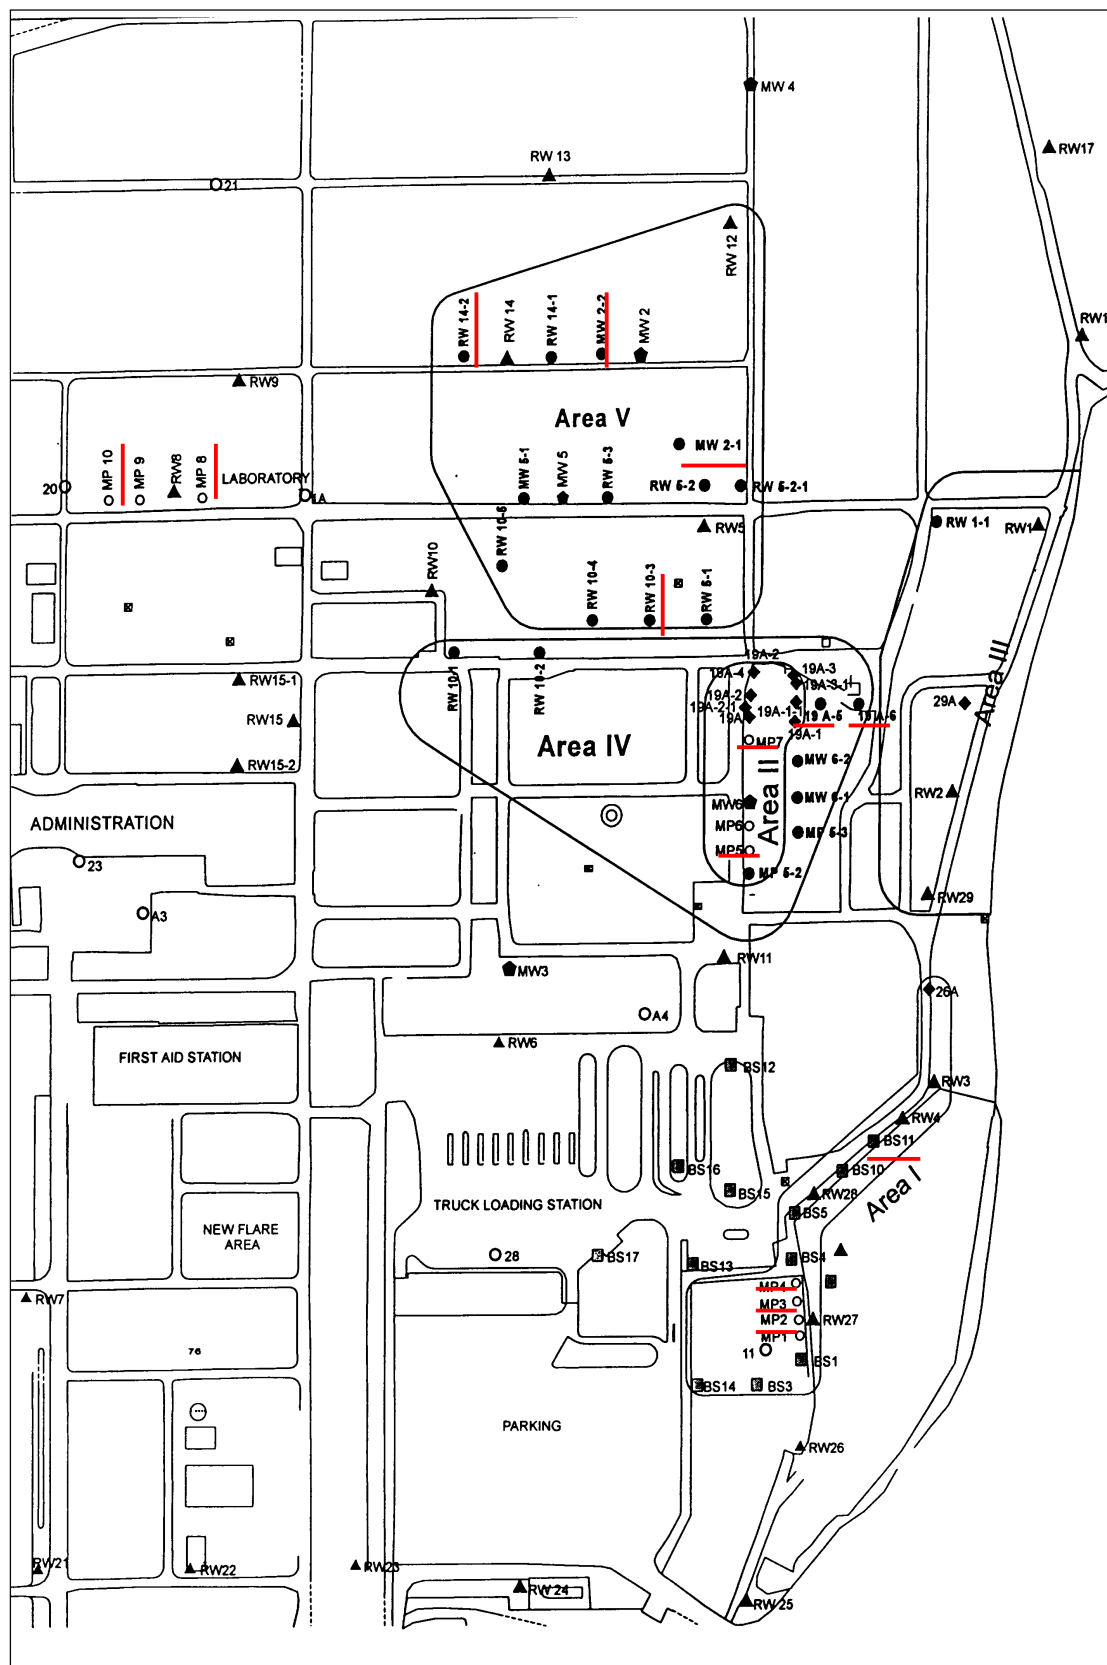 MW 4
RW17
RW 13
21
RW 12
RW1
RW 14-2
RW 14
RW 14-1
MW 2-2
MW 2
RW9
Area V
MW 2-1
MP 10
MP 9
RW8
MP 8
LABORATORY
20
1A
MW 5-1
MW 5
RW 5-3
RW 5-2
RW 5-2-1
RW5
RW 1-1
RW1
RW10
RW 10-5
RW 10-4
RW 10-3
RW 5-1
RW 10-1
RW 10-2
19A-2
19A-4
19A-3
19A-3-1
19A-2
19A-2-1
19A-1-1
19A
19 A-5
19 A-6
19A-1
RW15-1
RW15
RW15-2
29A
Area III
Area IV
MP7
MW 6-2
Area II
MW6
MW 6-1
RW2
MP6
MP 5-3
MP5
MP 5-2
ADMINISTRATION
23
A3
RW29
RW11
MW3
26A
A4
RW6
FIRST AID STATION
BS12
RW3
RW4
BS11
BS16
BS10
BS15
RW28
Area I
BS5
TRUCK LOADING STATION
NEW FLARE
AREA
28
BS17
BS13
BS4
RW7
MP4
MP3
MP2
RW27
MP1
11
76
BS1
BS14
BS3
PARKING
RW26
RW21
RW22
RW23
RW 24
RW 25